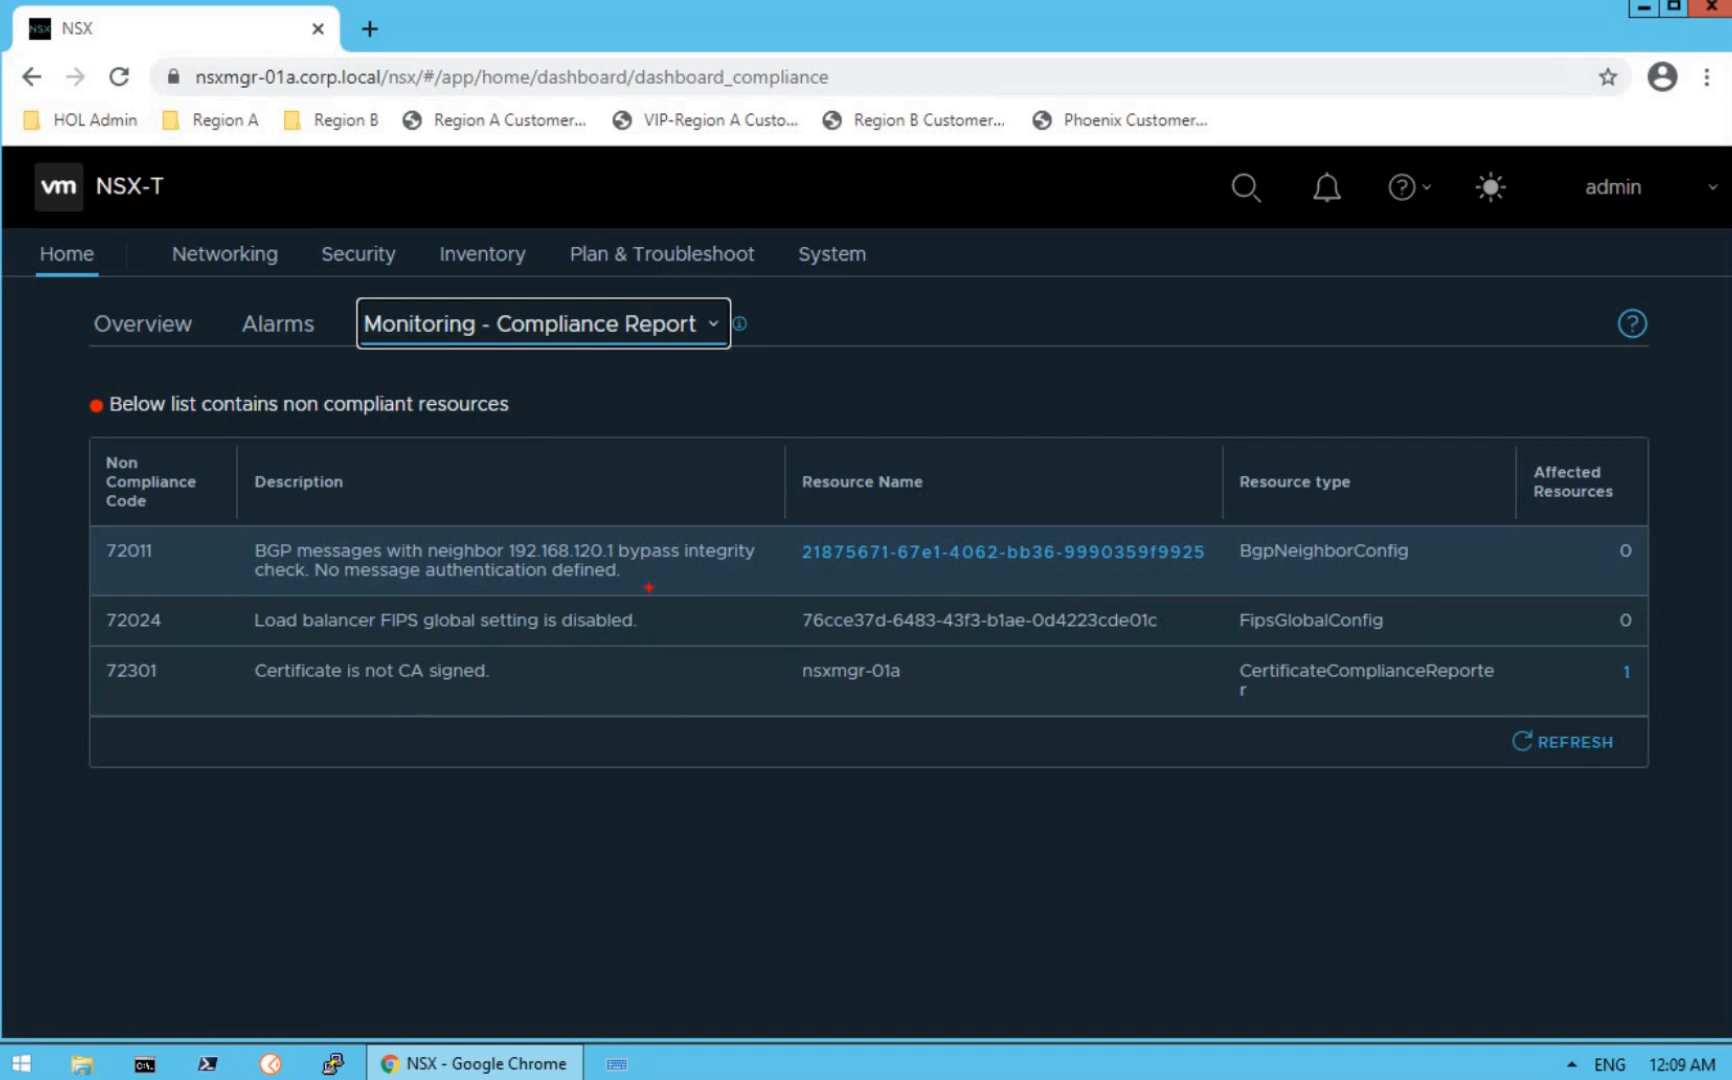 NSX
NSX
nsxmgr-01a.corp.local/nsx/#/app/home/dashboard/dashboard_compliance
HOL Admin
Region A
Region B
Region A Customer...
VIP-Region A Custo...
Region B Customer...
Phoenix Customer...
vm NSX-T
admin
Home
Networking
Security
Inventory
Plan & Troubleshoot
System
Overview
Alarms
Monitoring - Compliance Report
Below list contains non compliant resources
Non
Compliance
Code
Description
Resource Name
Resource type
Affected
Resources
72011
BGP messages with neighbor 192.168.120.1 bypass integrity
check. No message authentication defined.
21875671-67e1-4062-bb36-9990359f9925
BgpNeighborConfig
0
72024
Load balancer FIPS global setting is disabled.
76cce37d-6483-43f3-b1ae-0d4223cde01c
FipsGlobalConfig
0
72301
Certificate is not CA signed.
nsxmgr-01a
CertificateComplianceReporte
r
1
REFRESH
NSX - Google Chrome
ENG
12:09 AM